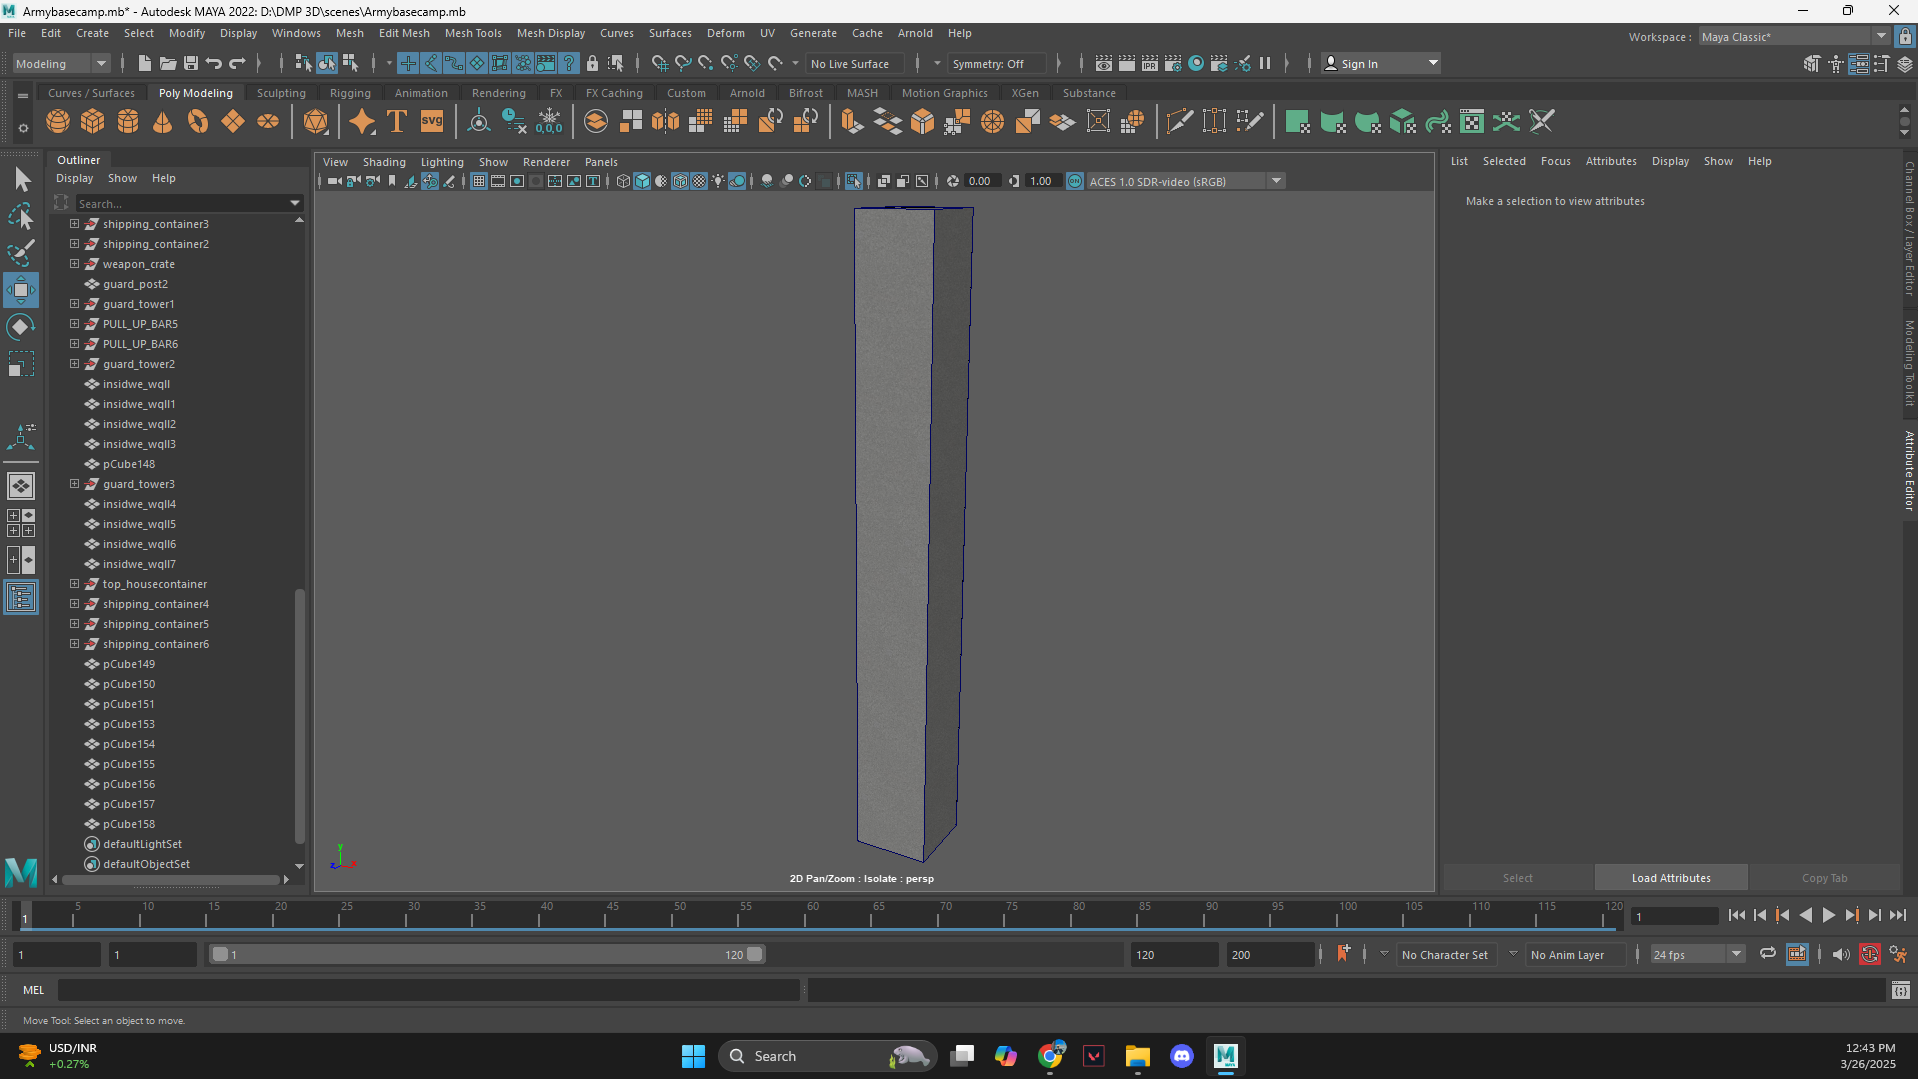 Armybasecamp.mb* - Autodesk MAYA 2022: D:\DMP 3D\scenes\Armybasecamp.mb
File Edit Create Select Modify Display Windows Mesh Edit Mesh Mesh Tools Mesh Display Curves Surfaces Deform UV Generate Cache Arnold Help
Workspace : Maya Classic*
Modeling
No Live Surface
Symmetry: Off
IPR
Sign In
Curves / Surfaces Poly Modeling Sculpting Rigging Animation Rendering FX FX Caching Custom Arnold Bifrost MASH Motion Graphics XGen Substance
T
svg
0,0,0
Outliner
Display Show Help
Search...
shipping_container3
shipping_container2
weapon_crate
guard_post2
guard_tower1
PULL_UP_BAR5
PULL_UP_BAR6
guard_tower2
insidwe_wqll
insidwe_wqll1
insidwe_wqll2
insidwe_wqll3
pCube148
guard_tower3
insidwe_wqll4
insidwe_wqll5
insidwe_wqll6
insidwe_wqll7
top_housecontainer
shipping_container4
shipping_container5
shipping_container6
pCube149
pCube150
pCube151
pCube153
pCube154
pCube155
pCube156
pCube157
pCube158
defaultLightSet
defaultObjectSet
View Shading Lighting Show Renderer Panels
0.00
1.00
ON
ACES 1.0 SDR-video (sRGB)
y
z
x
2D Pan/Zoom : Isolate : persp
List Selected Focus Attributes Display Show Help
Make a selection to view attributes
Select
Load Attributes
Copy Tab
Channel Box / Layer Editor
Modeling Toolkit
Attribute Editor
1
5 10 15 20 25 30 35 40 45 50 55 60 65 70 75 80 85 90 95 100 105 110 115 120
1
1
1
1
120
120
200
No Character Set
No Anim Layer
24 fps
MEL
Move Tool: Select an object to move.
USD/INR
+0.27%
Search
12:43 PM
3/26/2025